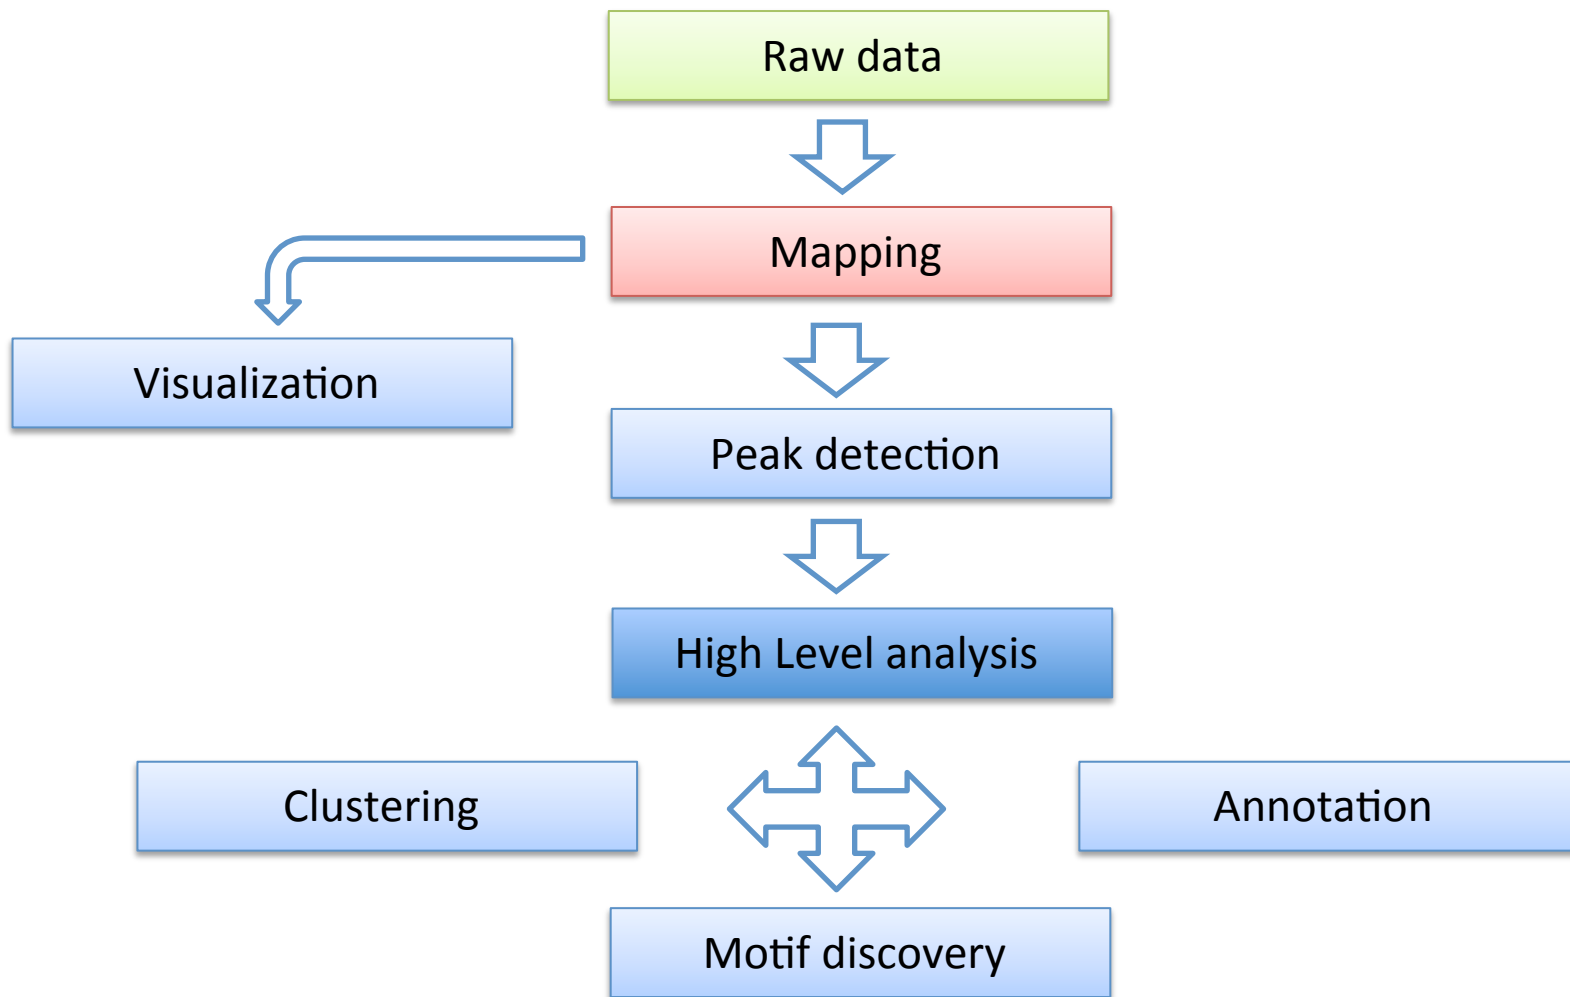 Raw data
Mapping
Visualization
Peak detection
High Level analysis
Clustering
Annotation
Motif discovery